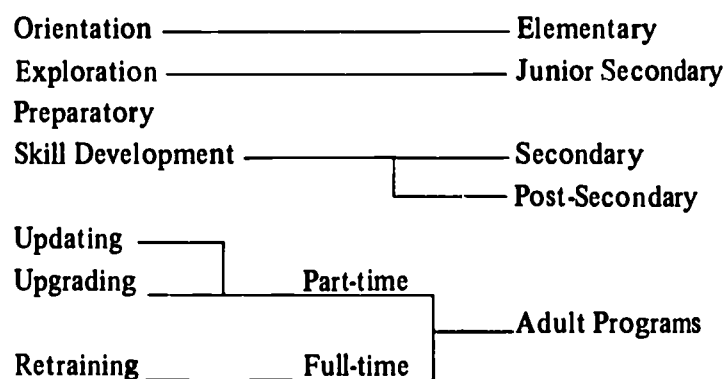 Orientation Elementary
Exploration Junior Secondary
Preparatory
Skill Development Secondary
Post-Secondary
Updating
Upgrading Part-time
Adult Programs
Retraining Full-time